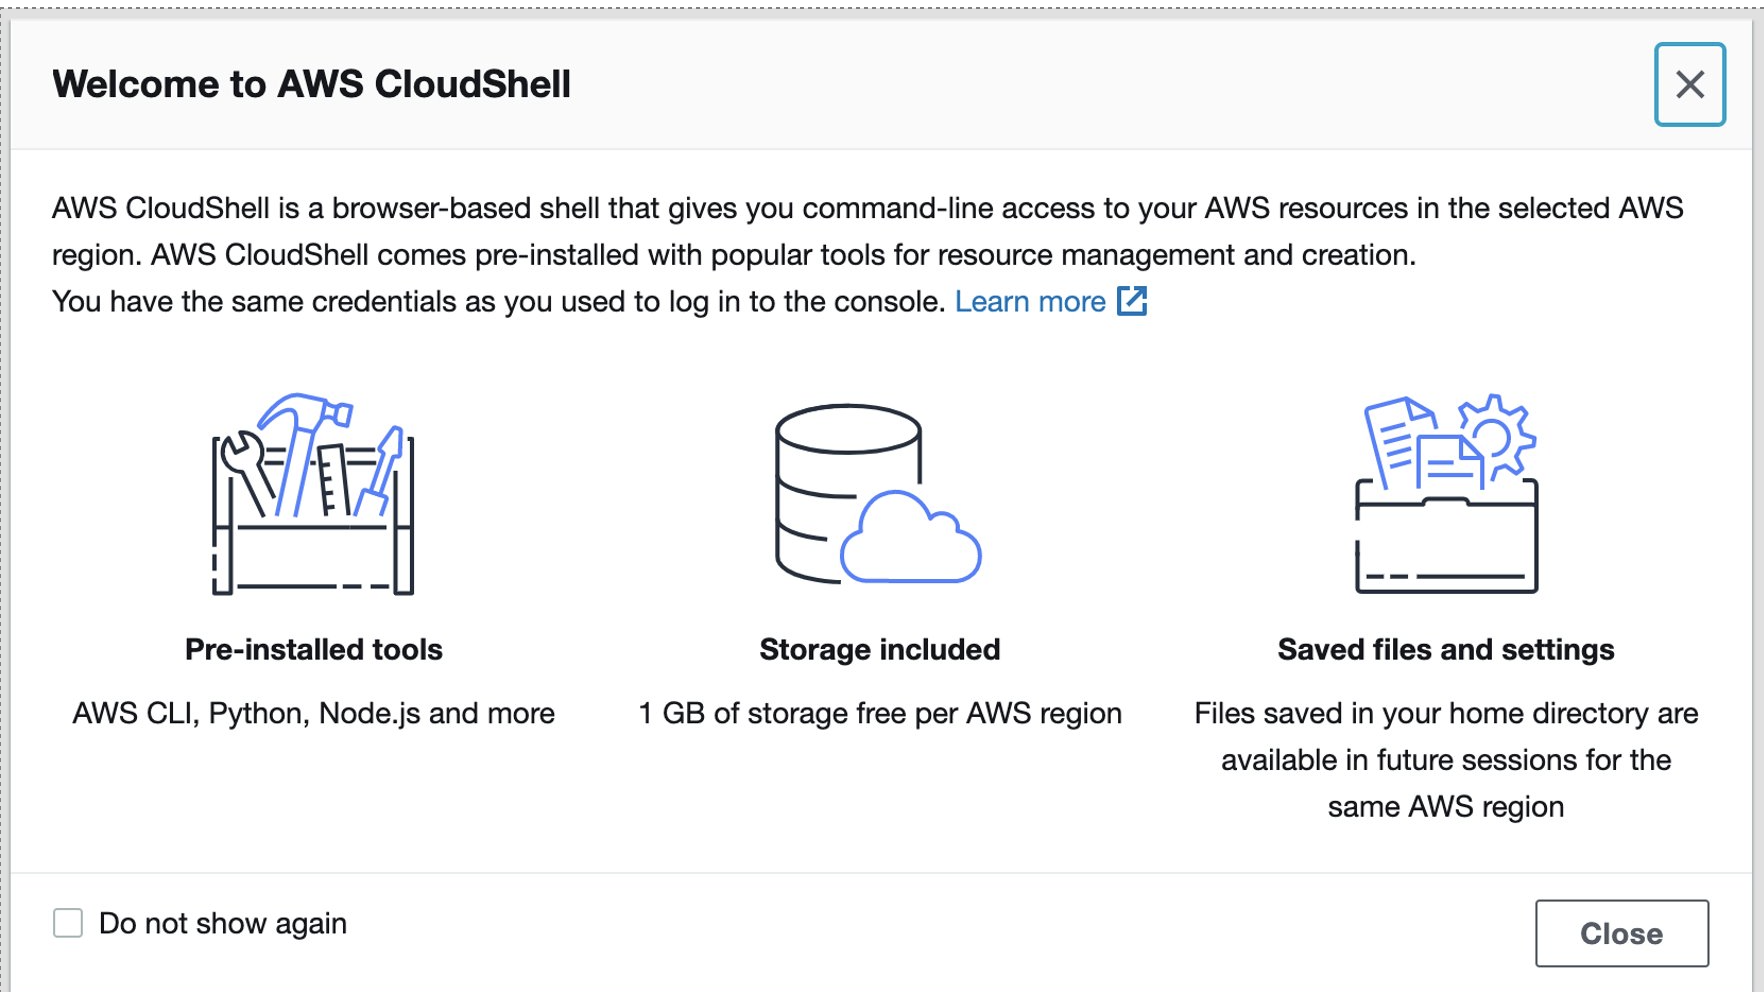 Welcome to AWS CloudShell
AWS CloudShell is a browser-based shell that gives you command-line access to your AWS resources in the selected AWS
region. AWS CloudShell comes pre-installed with popular tools for resource management and creation.
You have the same credentials as you used to log in to the console. Learn more
Pre-installed tools
AWS CLI, Python, Node.js and more
Storage included
1 GB of storage free per AWS region
Saved files and settings
Files saved in your home directory are
available in future sessions for the
same AWS region
Do not show again
Close